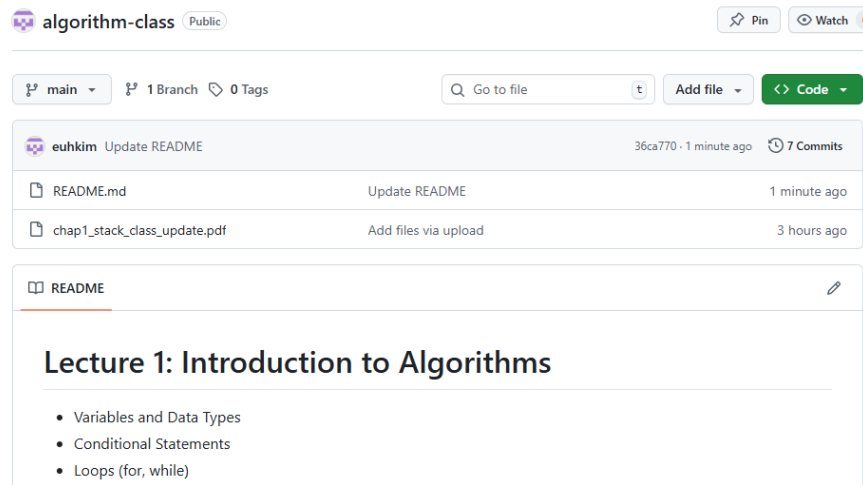 algorithm-class Public Pin Watch
main 1 Branch 0 Tags Go to file t Add file Code
euhkim Update README 36ca770 · 1 minute ago 7 Commits
README.md Update README 1 minute ago
chap1_stack_class_update.pdf Add files via upload 3 hours ago
README
Lecture 1: Introduction to Algorithms
• Variables and Data Types
• Conditional Statements
• Loops (for, while)